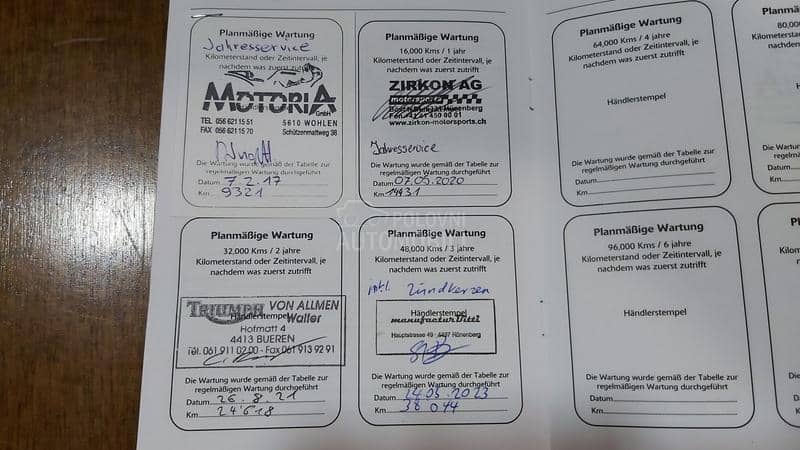 Planmäßige Wartung
Jahresservice
Kilometerstand oder Zeitintervall, je
nachdem was zuerst zutrifft
MOTORIA
GmbH
TEL 056 621 15 51 5610 WOHLEN
FAX 056 621 15 70 Schützenmattweg 38
Die Wartung wurde gemäß der Tabelle zur
regelmäßigen Wartung durchgeführt
Datum 7.2.17
Km 9321
Planmäßige Wartung
16,000 Kms / 1 jahr
Kilometerstand oder Zeitintervall, je
nachdem was zuerst zutrifft
ZIRKON AG
motorsports
www.zirkon-motorsports.ch
Jahresservice
Die Wartung wurde gemäß der Tabelle zur
regelmäßigen Wartung durchgeführt
Datum 07.05.2020
Km 14431
Planmäßige Wartung
32,000 Kms / 2 jahre
Kilometerstand oder Zeitintervall, je
nachdem was zuerst zutrifft
TRIUMPH VON ALLMEN
Händlerstempel Walter
Hofmatt 4
4413 BUEREN
Tel. 061 911 02 00 - Fax 061 913 92 91
Die Wartung wurde gemäß der Tabelle zur
regelmäßigen Wartung durchgeführt
Datum 26.8.21
Km 24'618
Planmäßige Wartung
48,000 Kms / 3 jahre
Kilometerstand oder Zeitintervall, je
nachdem was zuerst zutrifft
inkl. Zündkerzen
Händlerstempel
Die Wartung wurde gemäß der Tabelle zur
regelmäßigen Wartung durchgeführt
Datum 24.05.2023
Km 38 044
Planmäßige Wartung
64,000 Kms / 4 jahre
Kilometerstand oder Zeitintervall, je
nachdem was zuerst zutrifft
Händlerstempel
Die Wartung wurde gemäß der Tabelle zur
regelmäßigen Wartung durchgeführt
Datum
Km
Planmäßige Wartung
96,000 Kms / 6 jahre
Kilometerstand oder Zeitintervall, je
nachdem was zuerst zutrifft
Händlerstempel
Die Wartung wurde gemäß der Tabelle zur
regelmäßigen Wartung durchgeführt
Datum
Km
POLOVNI